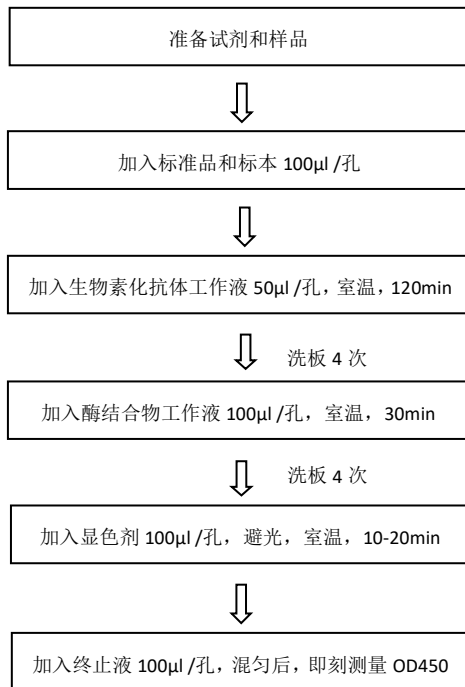 准备试剂和样品
加入标准品和标本 100μl /孔
加入生物素化抗体工作液 50μl /孔，室温，120min
洗板 4 次
加入酶结合物工作液 100μl /孔，室温，30min
洗板 4 次
加入显色剂 100μl /孔，避光，室温，10-20min
加入终止液 100μl /孔，混匀后，即刻测量 OD450